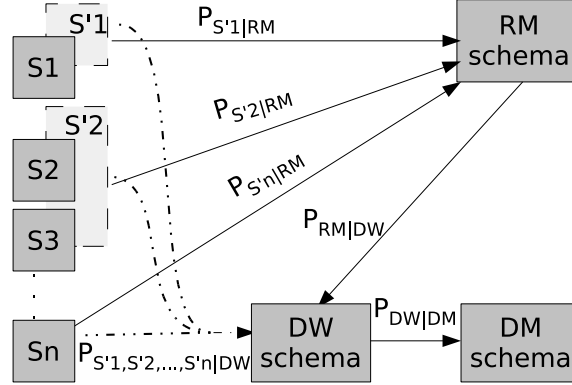 S'1
S1
P_{S'1|RM}
RM
schema
S'2
S2
P_{S'2|RM}
P_{S'n|RM}
S3
P_{RM|DW}
Sn
P_{S'1,S'2,...,S'n|DW}
DW
schema
P_{DW|DM}
DM
schema